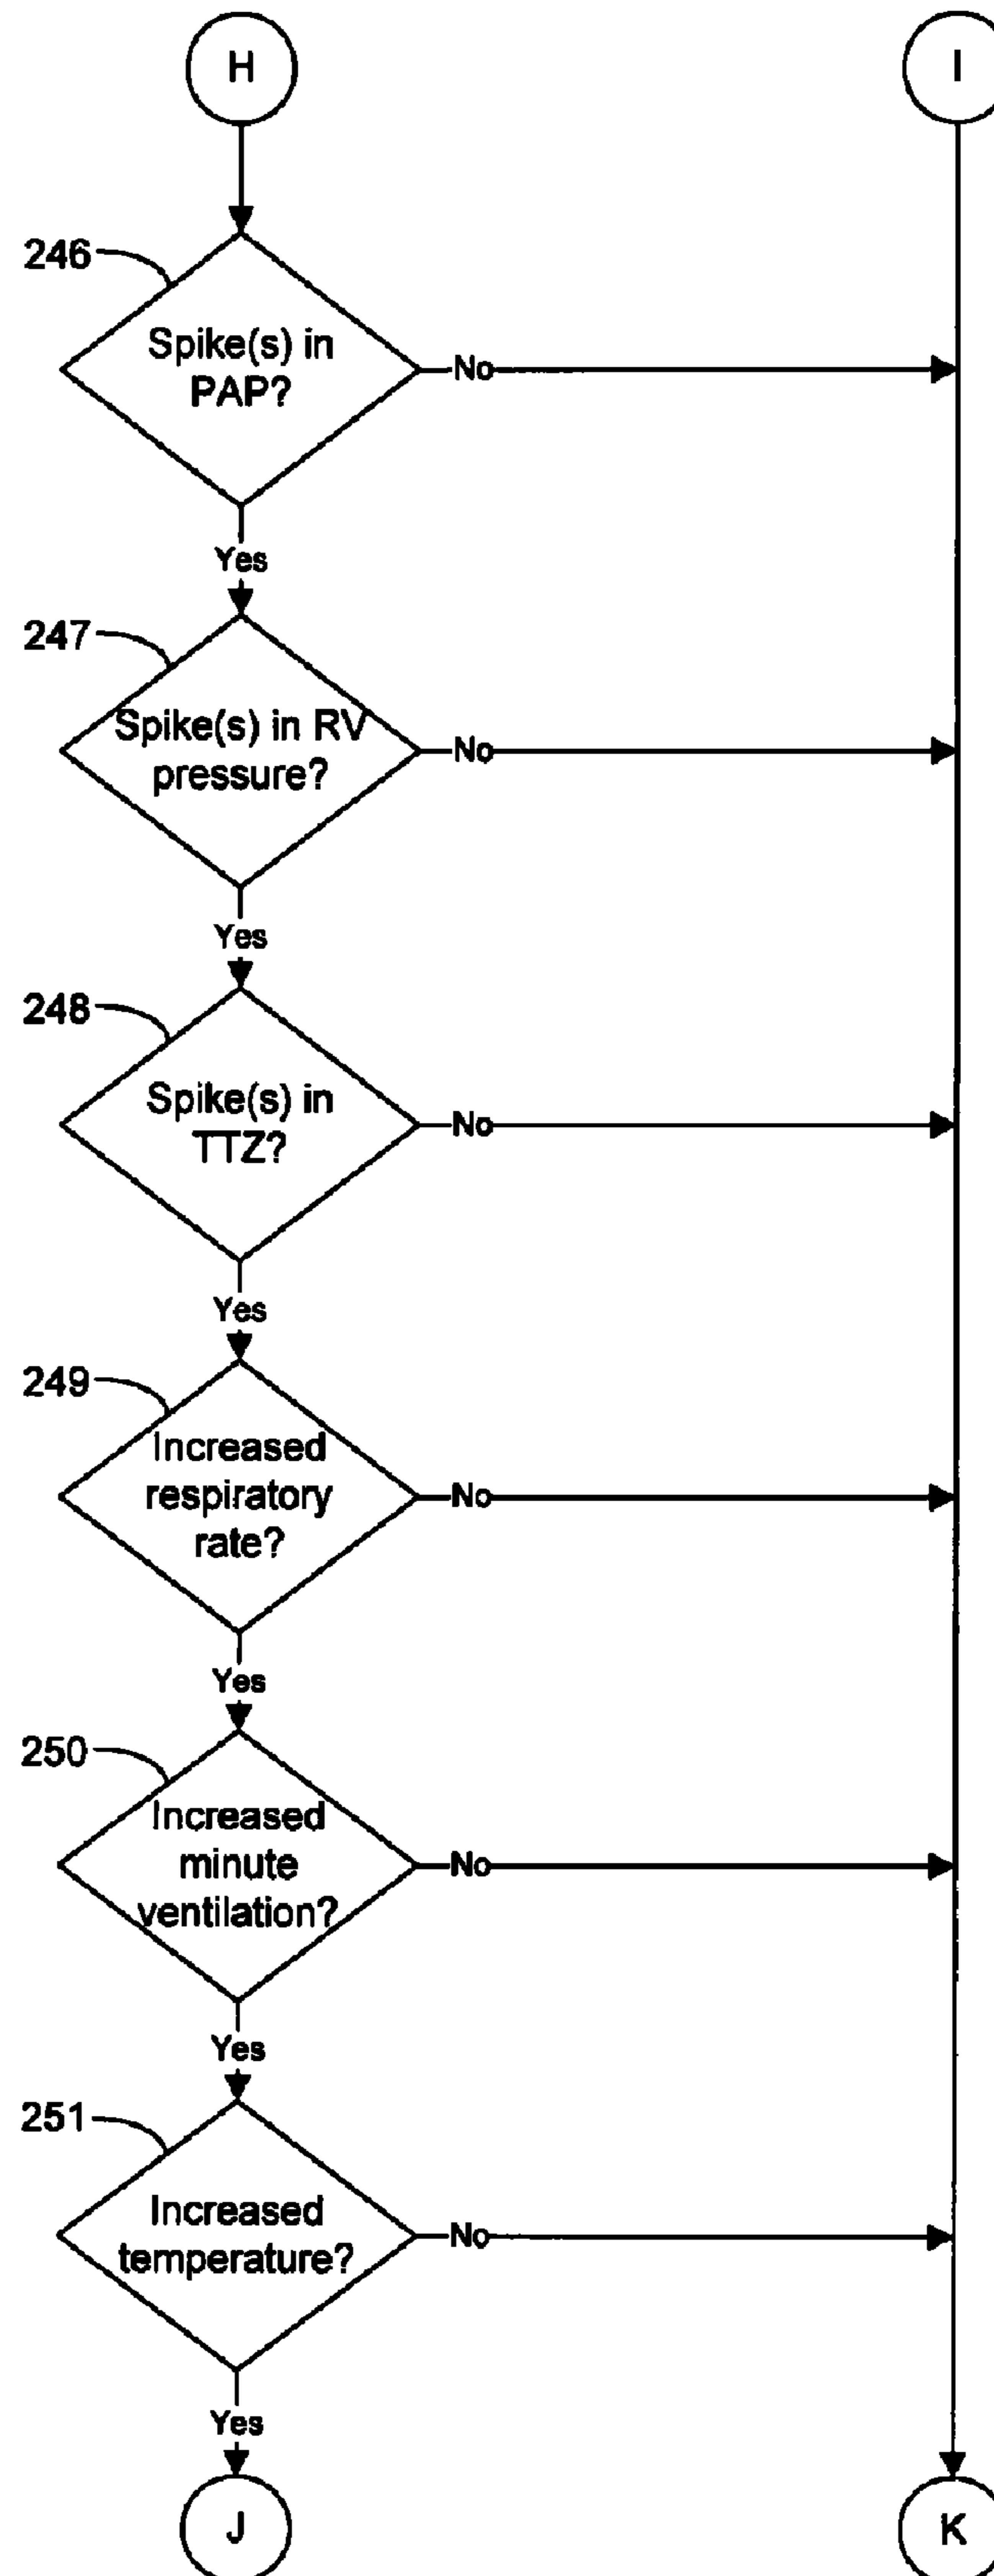 H
I
246
Spike(s) in
PAP?
No
Yes
247
Spike(s) in RV
pressure?
No
Yes
248
Spike(s) in
TTZ?
No
Yes
249
Increased
respiratory
rate?
No
Yes
250
Increased
minute
ventilation?
No
Yes
251
Increased
temperature?
No
Yes
J
K